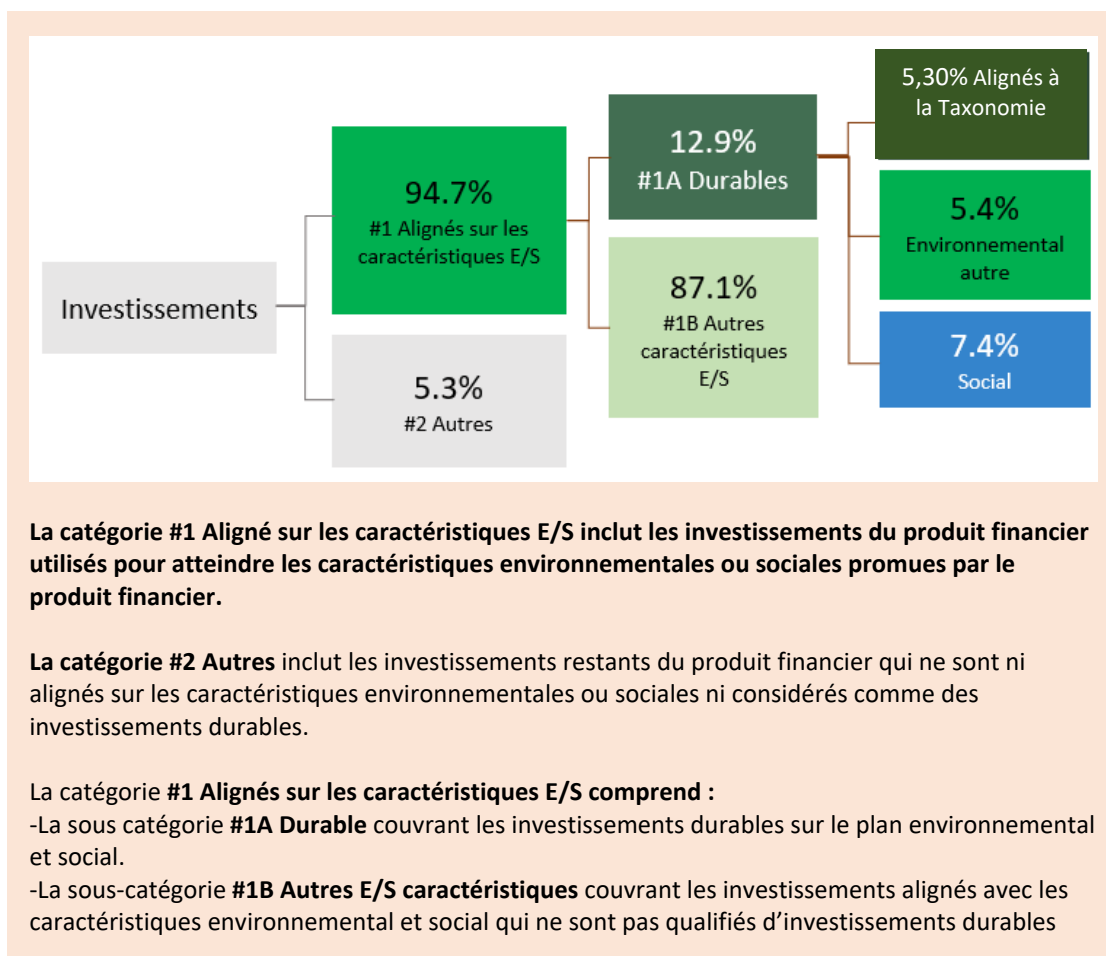 Investissements
94.7%
#1 Alignés sur les
caractéristiques E/S
5.3%
#2 Autres
12.9%
#1A Durables
87.1%
#1B Autres
caractéristiques
E/S
5,30% Alignés à
la Taxonomie
5.4%
Environnemental
autre
7.4%
Social
La catégorie #1 Aligné sur les caractéristiques E/S inclut les investissements du produit financier
utilisés pour atteindre les caractéristiques environnementales ou sociales promues par le
produit financier.
La catégorie #2 Autres inclut les investissements restants du produit financier qui ne sont ni
alignés sur les caractéristiques environnementales ou sociales ni considérés comme des
investissements durables.
La catégorie #1 Alignés sur les caractéristiques E/S comprend :
-La sous catégorie #1A Durable couvrant les investissements durables sur le plan environnemental
et social.
-La sous-catégorie #1B Autres E/S caractéristiques couvrant les investissements alignés avec les
caractéristiques environnemental et social qui ne sont pas qualifiés d’investissements durables